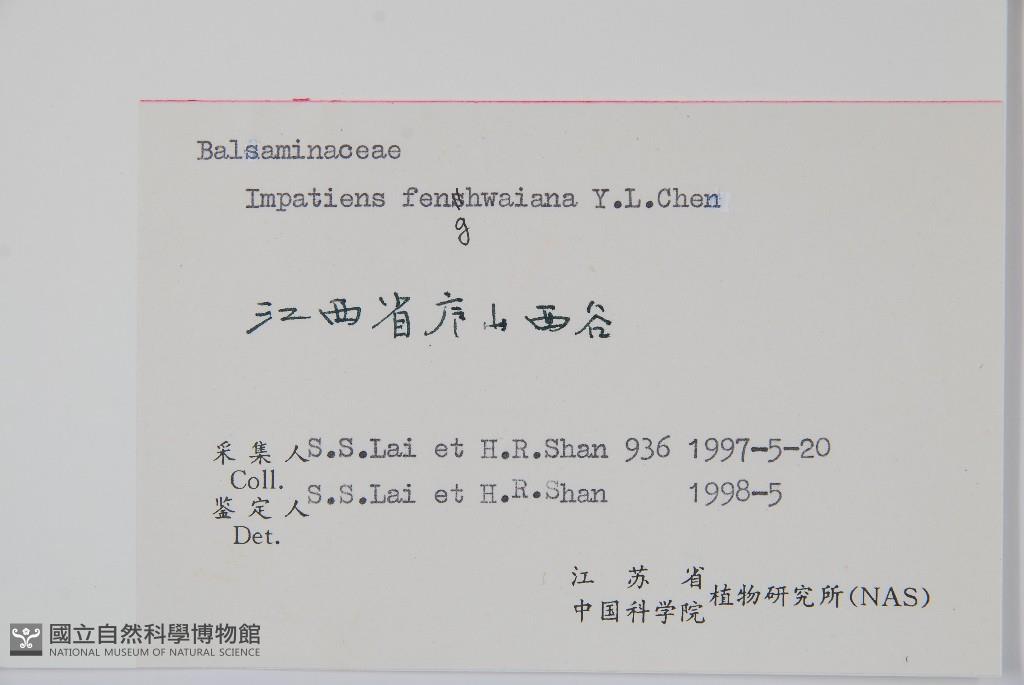 Balsaminaceae
Impatiens fenghwaiana Y.L.Chen
江西省庐山西谷
采集人 S.S.Lai et H.R.Shan 936 1997-5-20
Coll.
鉴定人 S.S.Lai et H.R.Shan 1998-5
Det.
江苏省
中国科学院 植物研究所(NAS)
國立自然科學博物館
NATIONAL MUSEUM OF NATURAL SCIENCE